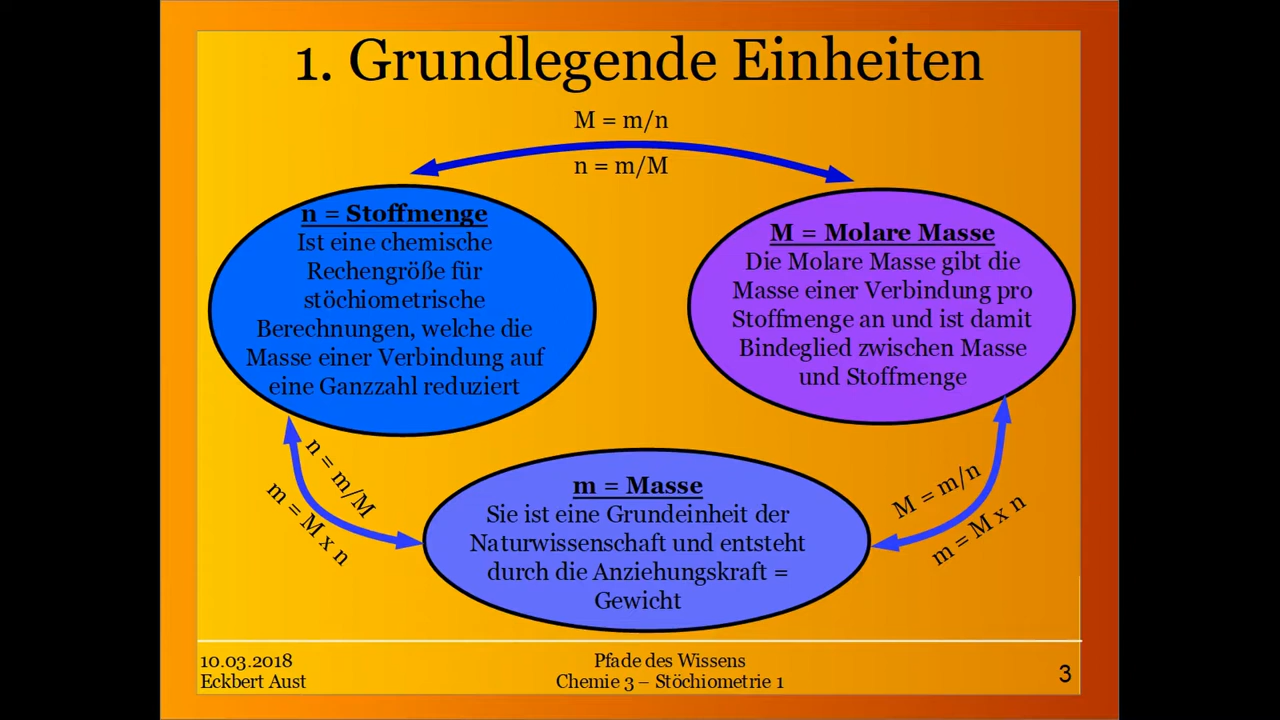 1. Grundlegende Einheiten
M = m/n
n = m/M
n = Stoffmenge
Ist eine chemische
Rechengröße für
stöchiometrische
Berechnungen, welche die
Masse einer Verbindung auf
eine Ganzzahl reduziert
M = Molare Masse
Die Molare Masse gibt die
Masse einer Verbindung pro
Stoffmenge an und ist damit
Bindeglied zwischen Masse
und Stoffmenge
n = m/M
m = M x n
m = Masse
Sie ist eine Grundeinheit der
Naturwissenschaft und entsteht
durch die Anziehungskraft =
Gewicht
M = m/n
m = M x n
10.03.2018
Eckbert Aust
Pfade des Wissens
Chemie 3 – Stöchiometrie 1
3